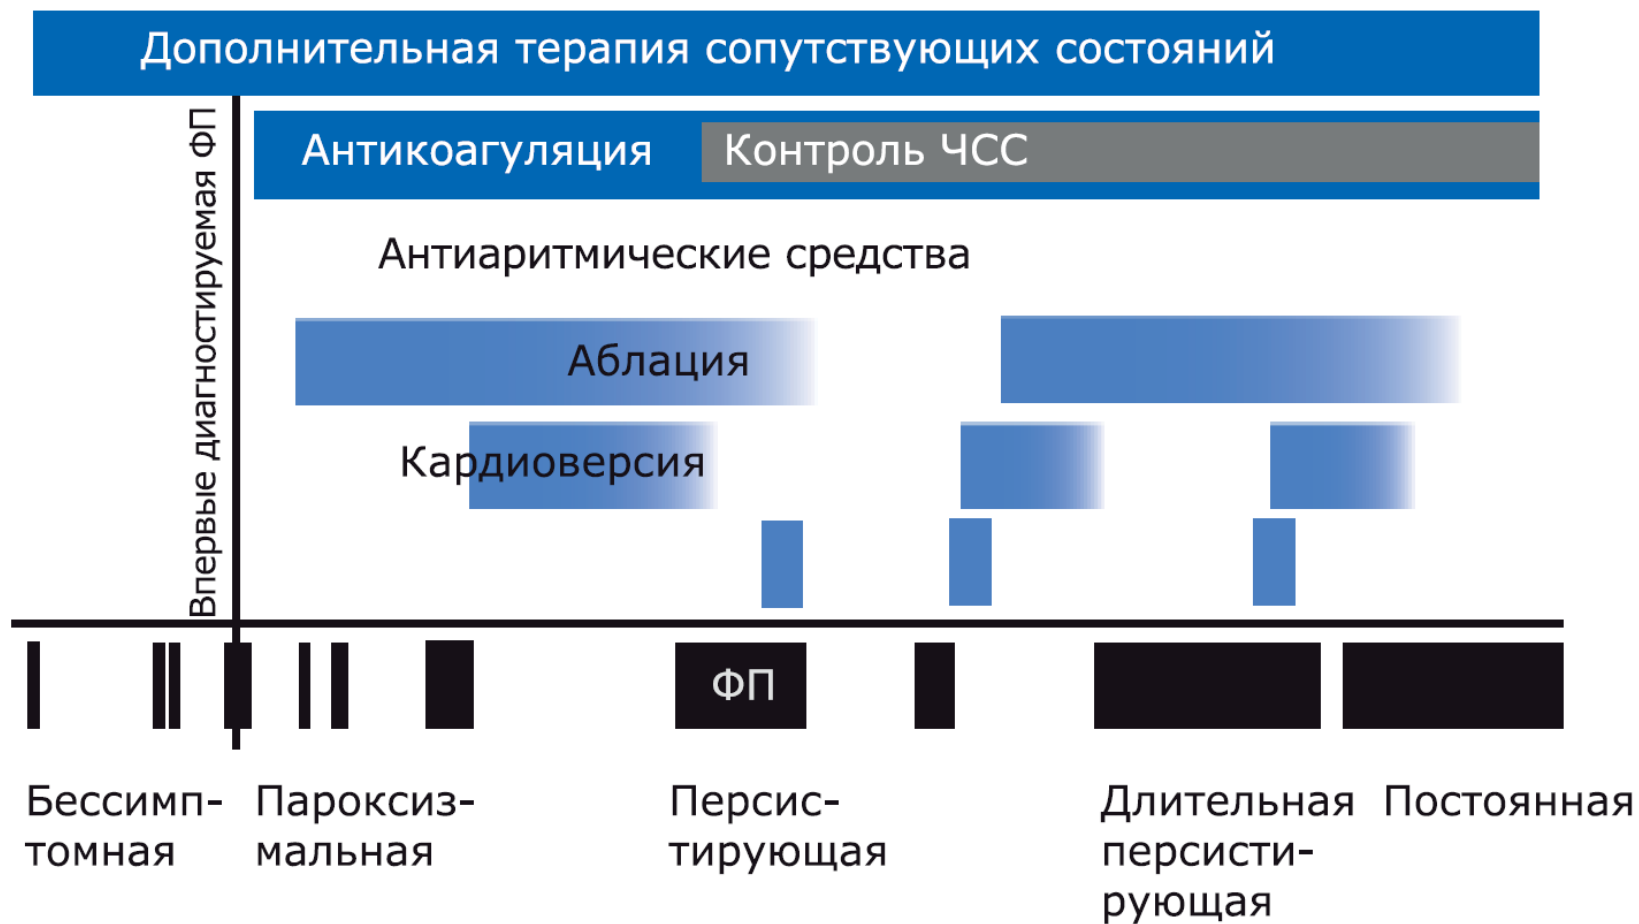 Дополнительная терапия сопутствующих состояний
Впервые диагностируемая ФП
Антикоагуляция
Контроль ЧСС
Антиаритмические средства
Аблация
Кардиоверсия
ФП
Бессимп-
томная
Пароксиз-
мальная
Персис-
тирующая
Длительная
персисти-
рующая
Постоянная